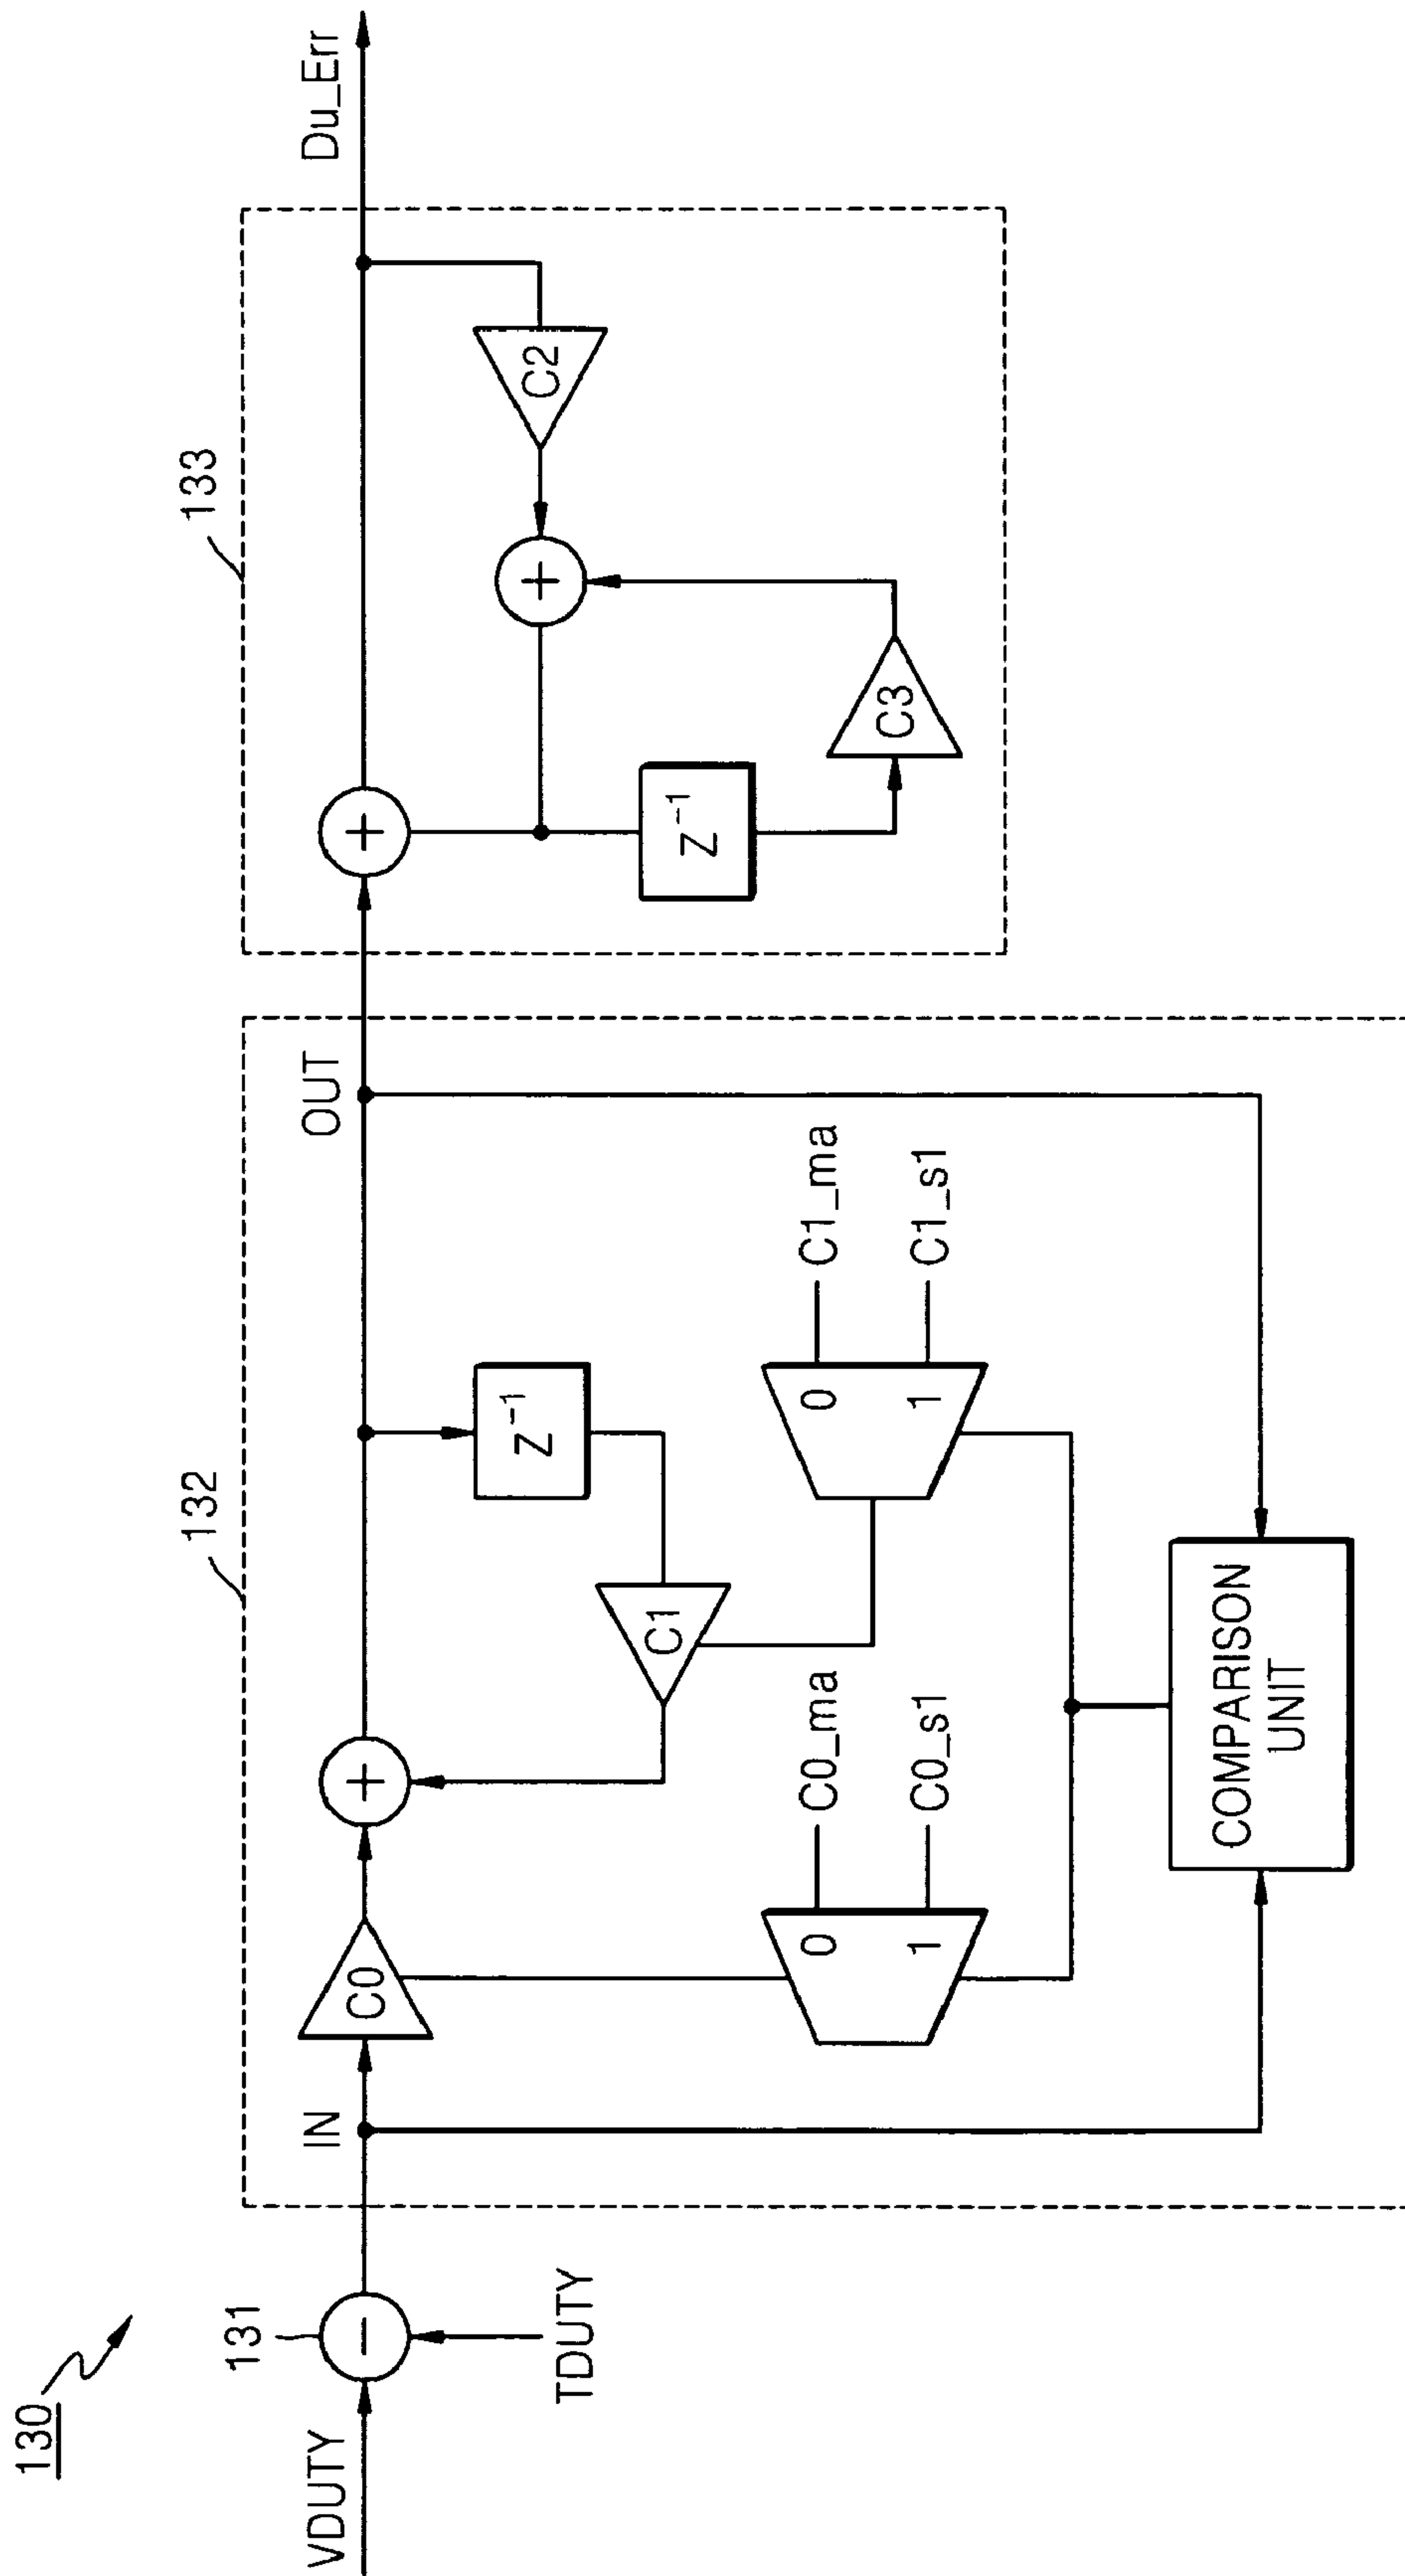 130
VDUTY
131
−
TDUTY
132
IN
C0
+
OUT
Z⁻¹
C1
0
1
C0_ma
C0_s1
0
1
C1_ma
C1_s1
COMPARISON
UNIT
133
+
Du_Err
C2
+
Z⁻¹
C3